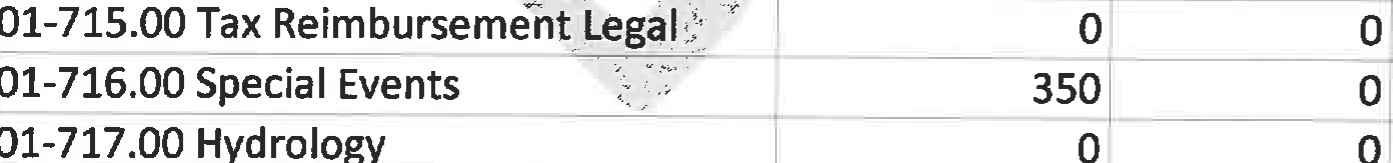 01-715.00 Tax Reimbursement Legal 0 0
01-716.00 Special Events 350 0
01-717.00 Hydrology 0 0